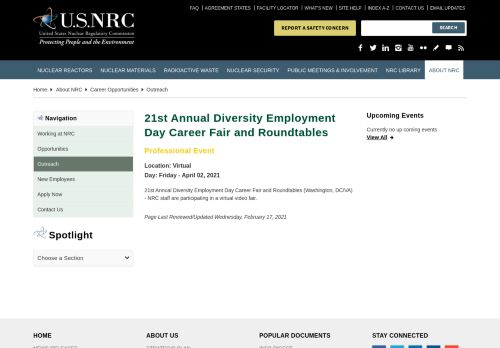 FAQ | AGREEMENT STATES | FACILITY LOCATOR | WHAT'S NEW | SITE HELP | INDEX A-Z | CONTACT US | EMAIL UPDATES
U.S.NRC
United States Nuclear Regulatory Commission
Protecting People and the Environment
REPORT A SAFETY CONCERN
SEARCH
NUCLEAR REACTORS
NUCLEAR MATERIALS
RADIOACTIVE WASTE
NUCLEAR SECURITY
PUBLIC MEETINGS & INVOLVEMENT
NRC LIBRARY
ABOUT NRC
Home ▸ About NRC ▸ Career Opportunities ▸ Outreach
Navigation
Working at NRC
Opportunities
Outreach
New Employees
Apply Now
Contact Us
Spotlight
Choose a Section
21st Annual Diversity Employment
Day Career Fair and Roundtables
Professional Event
Location: Virtual
Day: Friday - April 02, 2021
21st Annual Diversity Employment Day Career Fair and Roundtables (Washington, DC/VA)
- NRC staff are participating in a virtual video fair.
Page Last Reviewed/Updated Wednesday, February 17, 2021
Upcoming Events
Currently no up coming events
View All
HOME
ABOUT US
POPULAR DOCUMENTS
STAY CONNECTED